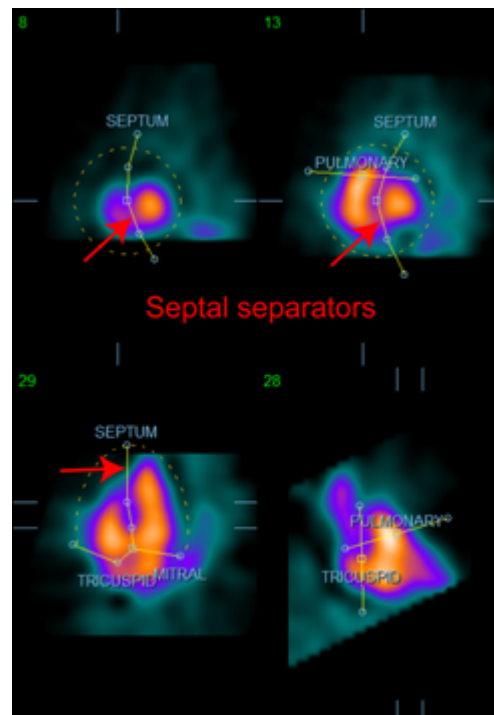 8
13
SEPTUM
SEPTUM
PULMONARY
Septal separators
29
28
SEPTUM
PULMONARY
TRICUSPID
MITRAL
TRICUSPID